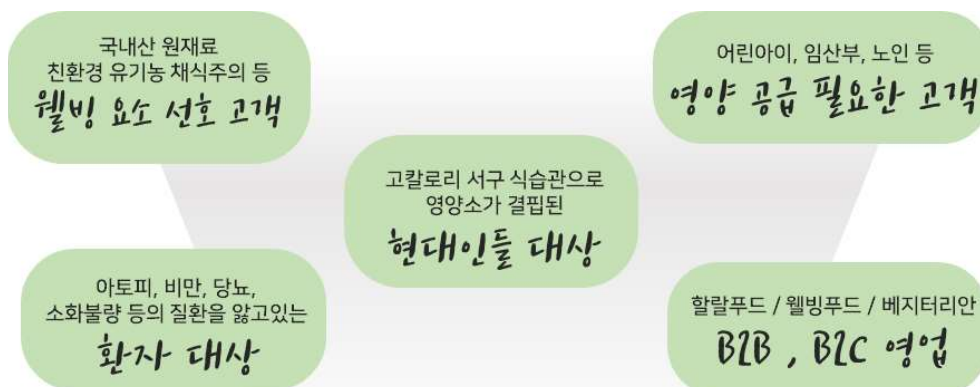 국내산 원재료
친환경 유기농 채식주의 등
웰빙 요소 선호 고객
어린아이, 임산부, 노인 등
영양 공급 필요한 고객
고칼로리 서구 식습관으로
영양소가 결핍된
현대인들 대상
아토피, 비만, 당뇨,
소화불량 등의 질환을 앓고있는
환자 대상
할랄푸드 / 웰빙푸드 / 베지터리안
B2B , B2C 영업